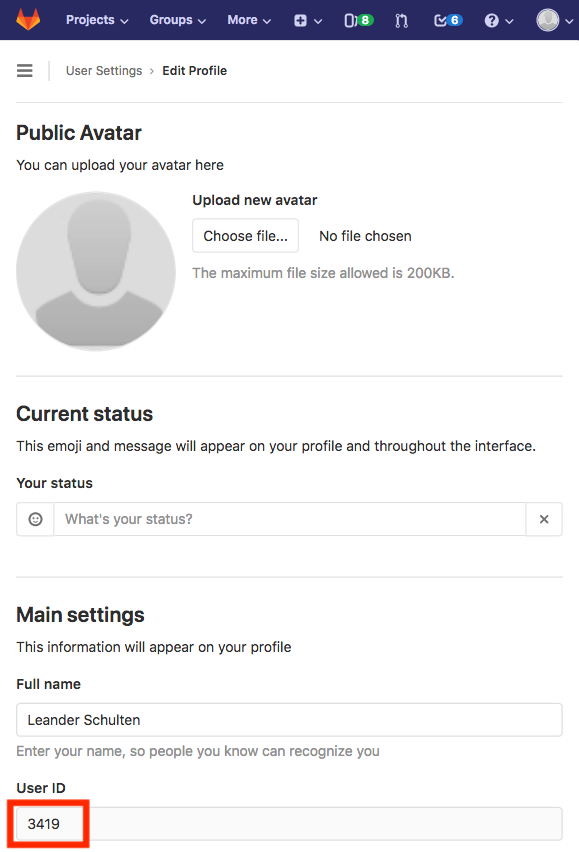 Projects Groups More 8 6
User Settings › Edit Profile
Public Avatar
You can upload your avatar here
Upload new avatar
Choose file... No file chosen
The maximum file size allowed is 200KB.
Current status
This emoji and message will appear on your profile and throughout the interface.
Your status
What's your status?
Main settings
This information will appear on your profile
Full name
Leander Schulten
Enter your name, so people you know can recognize you
User ID
3419